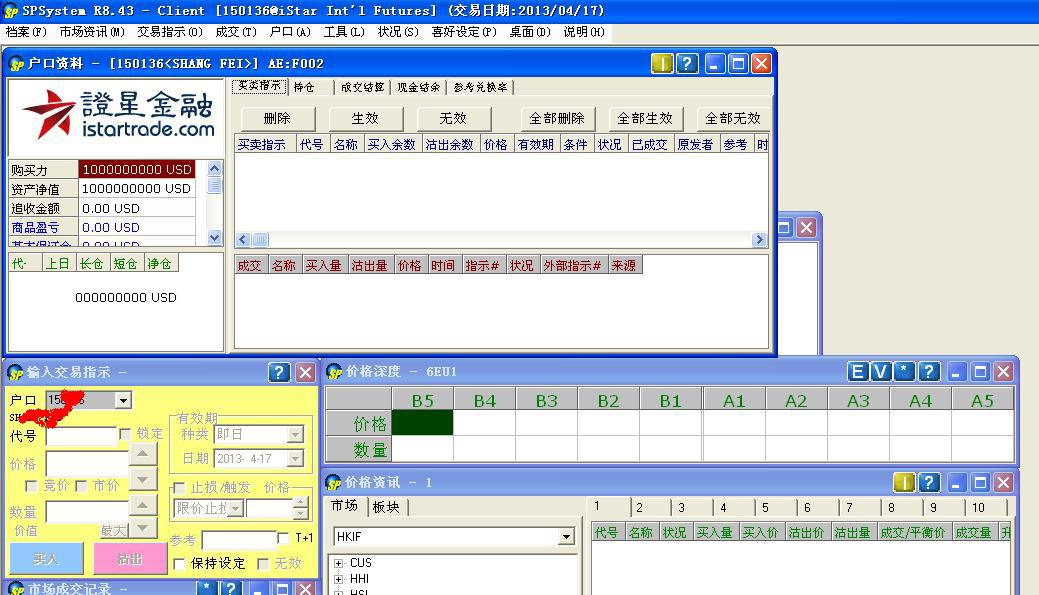 SPSystem R8.43 - Client [150136@iStar Int'l Futures] (交易日期:2013/04/17)
档案(F) 市场资讯(M) 交易指示(O) 成交(T) 户口(A) 工具(L) 状况(S) 喜好设定(P) 桌面(D) 说明(H)
户口资料 - [150136<SHANG FEI>] AE:F002
證星金融
istartrade.com
买卖指示 持仓 成交结算 现金结余 参考兑换率
删除 生效 无效 全部删除 全部生效 全部无效
买卖指示 代号 名称 买入余数 沽出余数 价格 有效期 条件 状况 已成交 原发者 参考 时
购买力 1000000000 USD
资产净值 1000000000 USD
追收金额 0.00 USD
商品盈亏 0.00 USD
基本保证金 0.00 USD
代· 上日 长仓 短仓 净仓
000000000 USD
成交 名称 买入量 沽出量 价格 时间 指示# 状况 外部指示# 来源
输入交易指示 -
户口
代号 锁定
价格
竞价 市价
数量
价值 最大
买入 沽出
有效期
种类 即日
日期 2013- 4-17
止损/触发 价格
限价止损
参考 T+1
保持设定 无效
市场成交记录 -
价格深度 - 6EU1
B5 B4 B3 B2 B1 A1 A2 A3 A4 A5
价格
数量
价格资讯 - 1
市场 板块
HKIF
CUS
HHI
HSI
1 2 3 4 5 6 7 8 9 10
代号 名称 状况 买入量 买入价 沽出价 沽出量 成交/平衡价 成交量 升